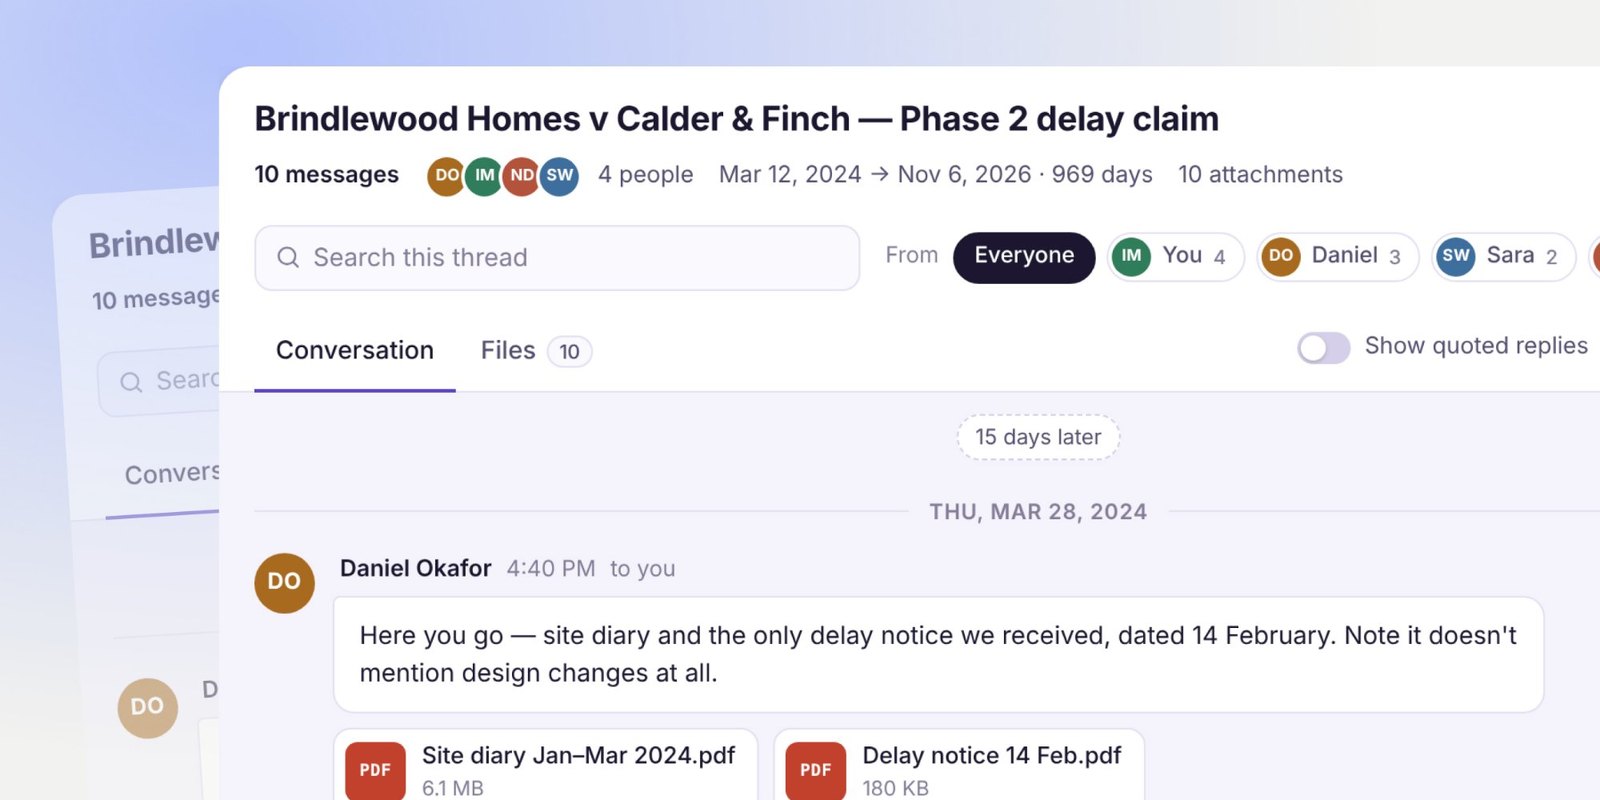 Brindlewood Homes v Calder & Finch — Phase 2 delay claim
10 messages DO IM ND SW 4 people Mar 12, 2024 → Nov 6, 2026 · 969 days 10 attachments
Search this thread
From Everyone IM You 4 DO Daniel 3 SW Sara 2
Conversation Files 10 Show quoted replies
15 days later
THU, MAR 28, 2024
DO Daniel Okafor 4:40 PM to you
Here you go — site diary and the only delay notice we received, dated 14 February. Note it doesn't
mention design changes at all.
PDF Site diary Jan–Mar 2024.pdf
6.1 MB
PDF Delay notice 14 Feb.pdf
180 KB
Brindlew
10 message
Searc
Convers
DO D